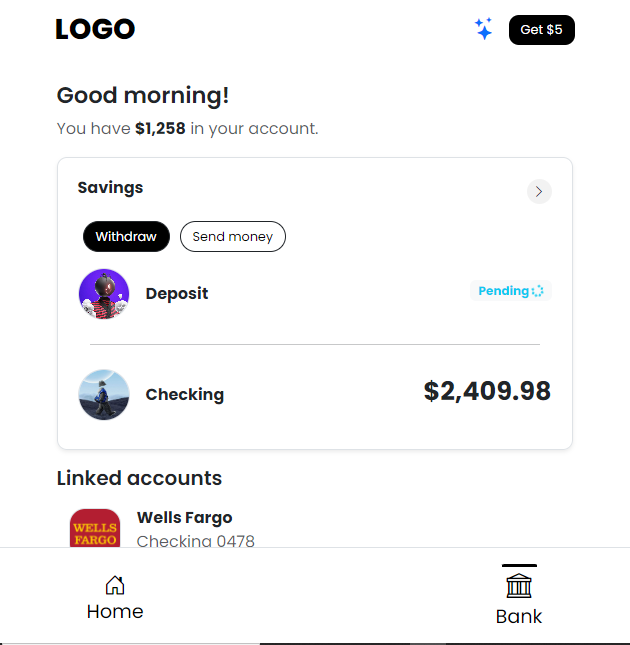 LOGO
Get $5
Good morning!
You have $1,258 in your account.
Savings
Withdraw
Send money
Deposit
Pending
Checking
$2,409.98
Linked accounts
WELLS
FARGO
Wells Fargo
Checking 0478
Home
Bank